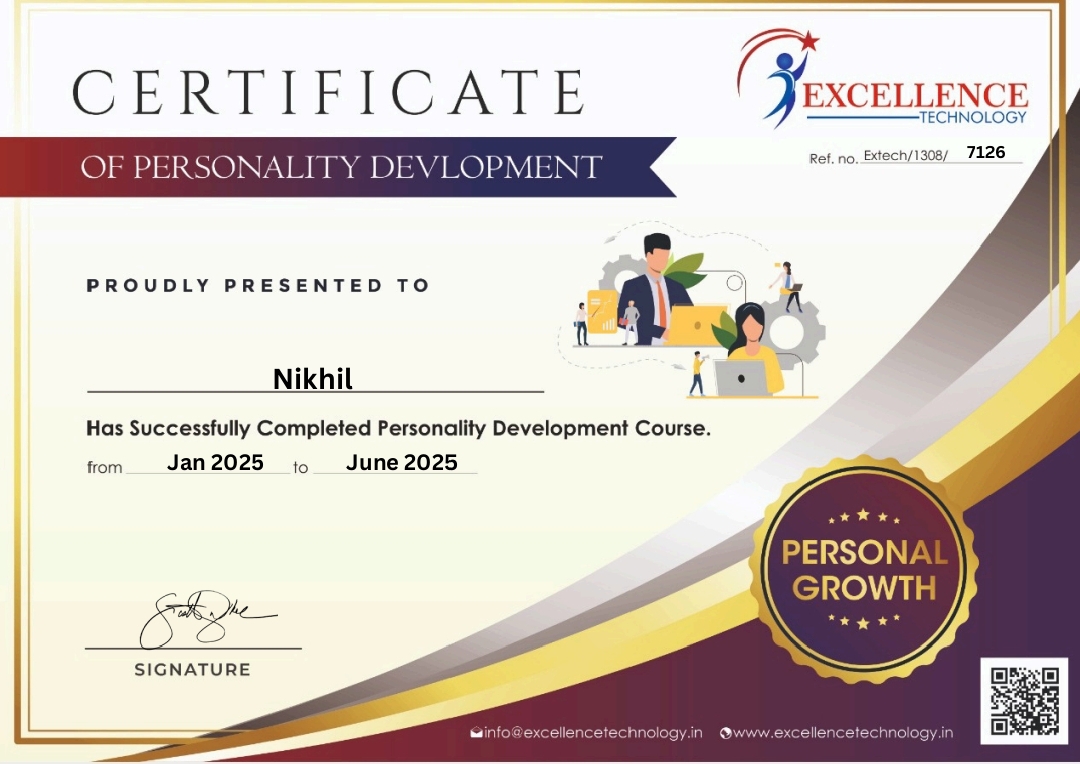 CERTIFICATE
OF PERSONALITY DEVLOPMENT
EXCELLENCE
TECHNOLOGY
Ref. no. Extech/1308/ 7126
PROUDLY PRESENTED TO
Nikhil
Has Successfully Completed Personality Development Course.
from Jan 2025 to June 2025
PERSONAL
GROWTH
SIGNATURE
info@excellencetechnology.in www.excellencetechnology.in